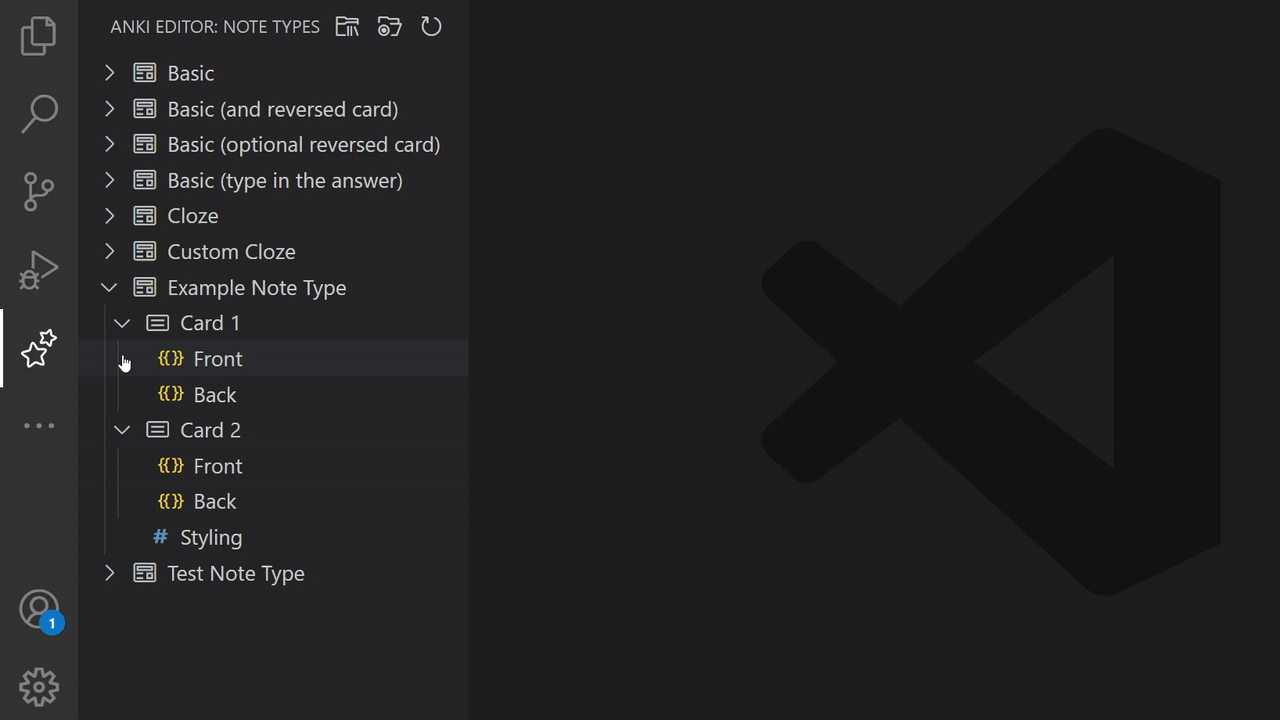 ANKI EDITOR: NOTE TYPES
Basic
Basic (and reversed card)
Basic (optional reversed card)
Basic (type in the answer)
Cloze
Custom Cloze
Example Note Type
Card 1
{{}} Front
{{}} Back
Card 2
{{}} Front
{{}} Back
# Styling
Test Note Type
1